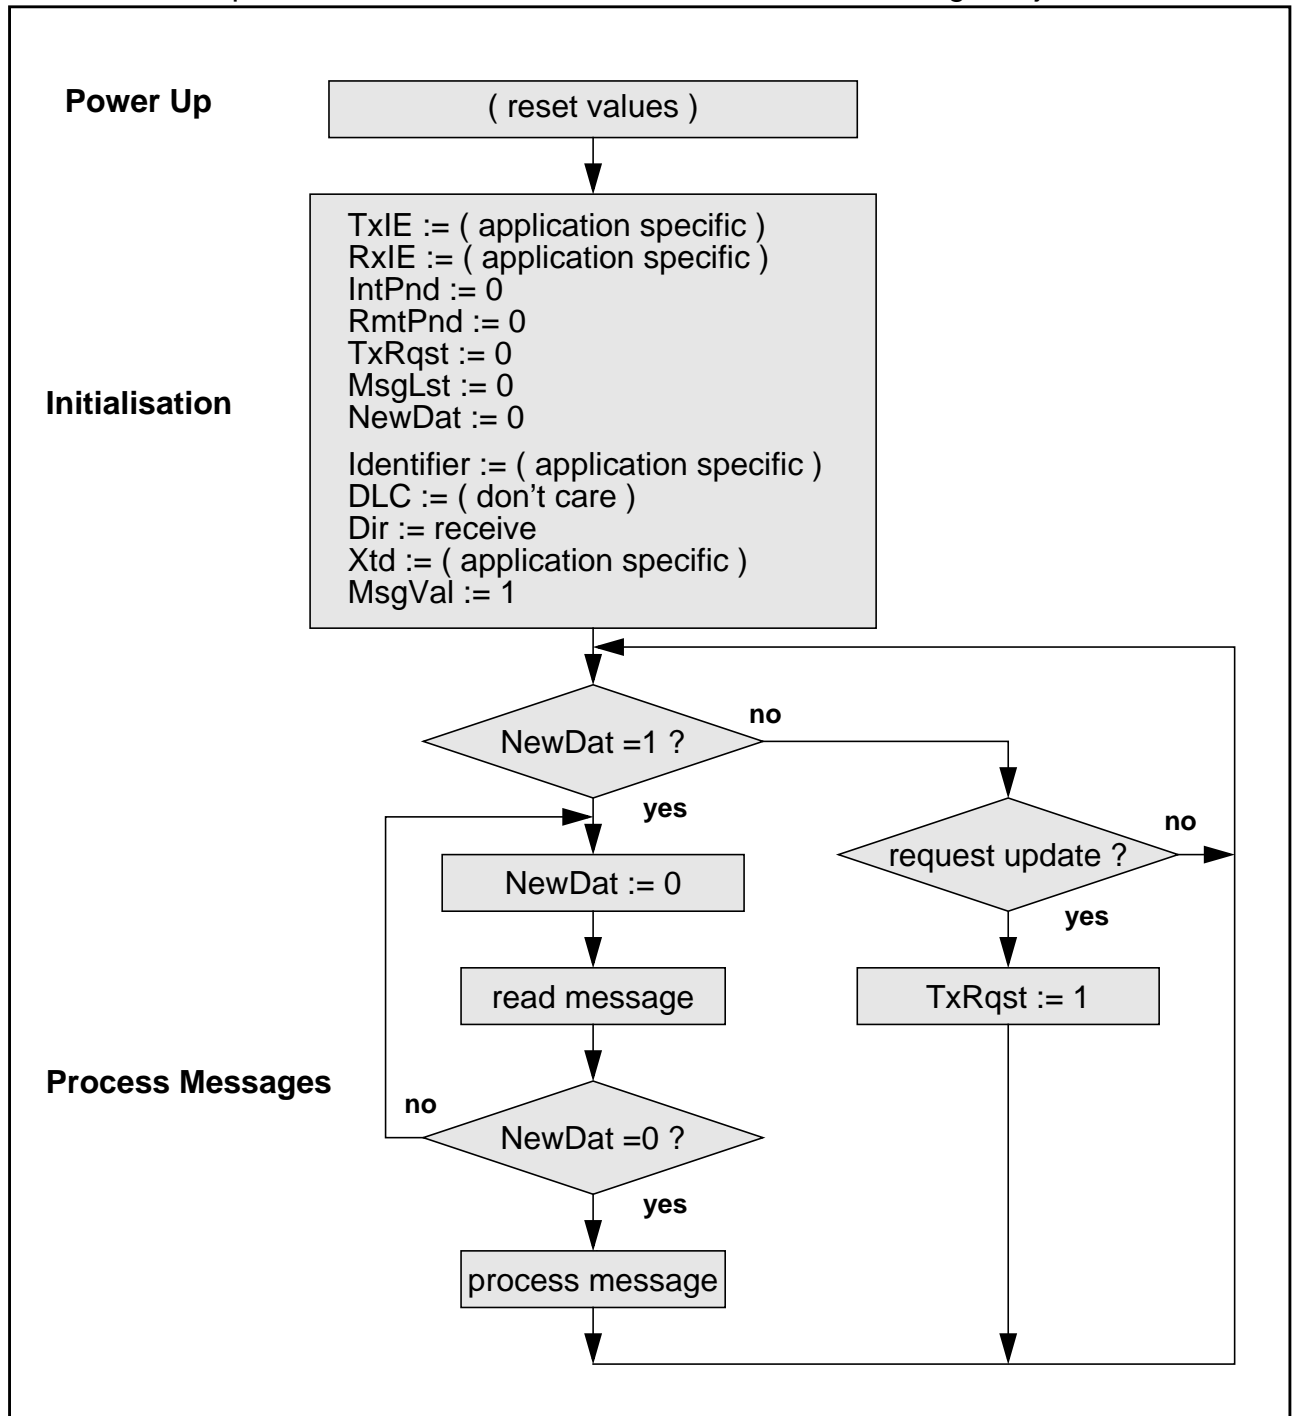 Power Up
( reset values )
TxIE := ( application specific )
RxIE := ( application specific )
IntPnd := 0
RmtPnd := 0
TxRqst := 0
MsgLst := 0
NewDat := 0
Initialisation
Identifier := ( application specific )
DLC := ( don’t care )
Dir := receive
Xtd := ( application specific )
MsgVal := 1
NewDat =1 ?
no
yes
request update ?
no
NewDat := 0
yes
read message
TxRqst := 1
Process Messages
no
NewDat =0 ?
yes
process message